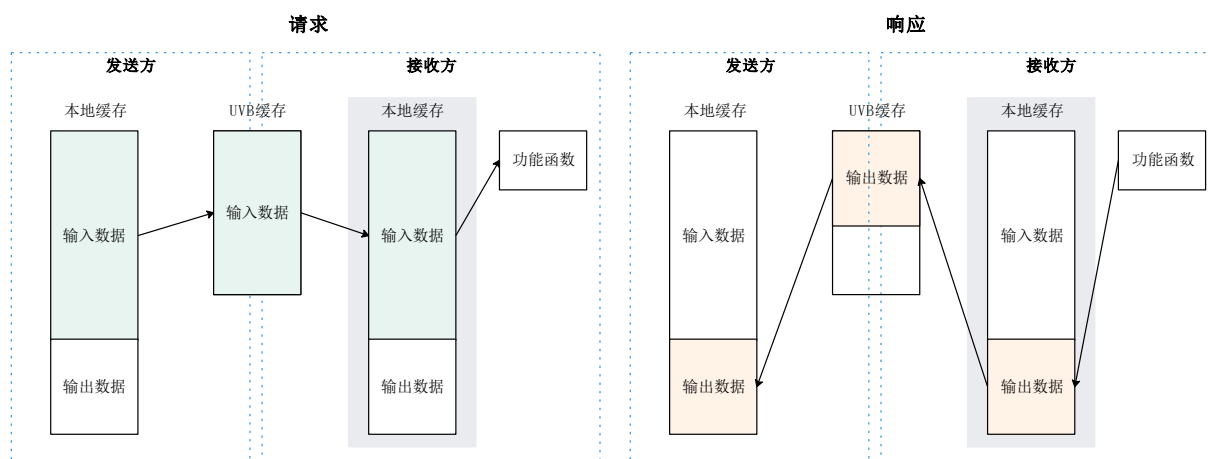 请求
发送方
接收方
本地缓存
UVB缓存
本地缓存
输入数据
输入数据
输入数据
功能函数
输出数据
输出数据
响应
发送方
接收方
本地缓存
UVB缓存
本地缓存
输入数据
输出数据
输入数据
功能函数
输出数据
输出数据